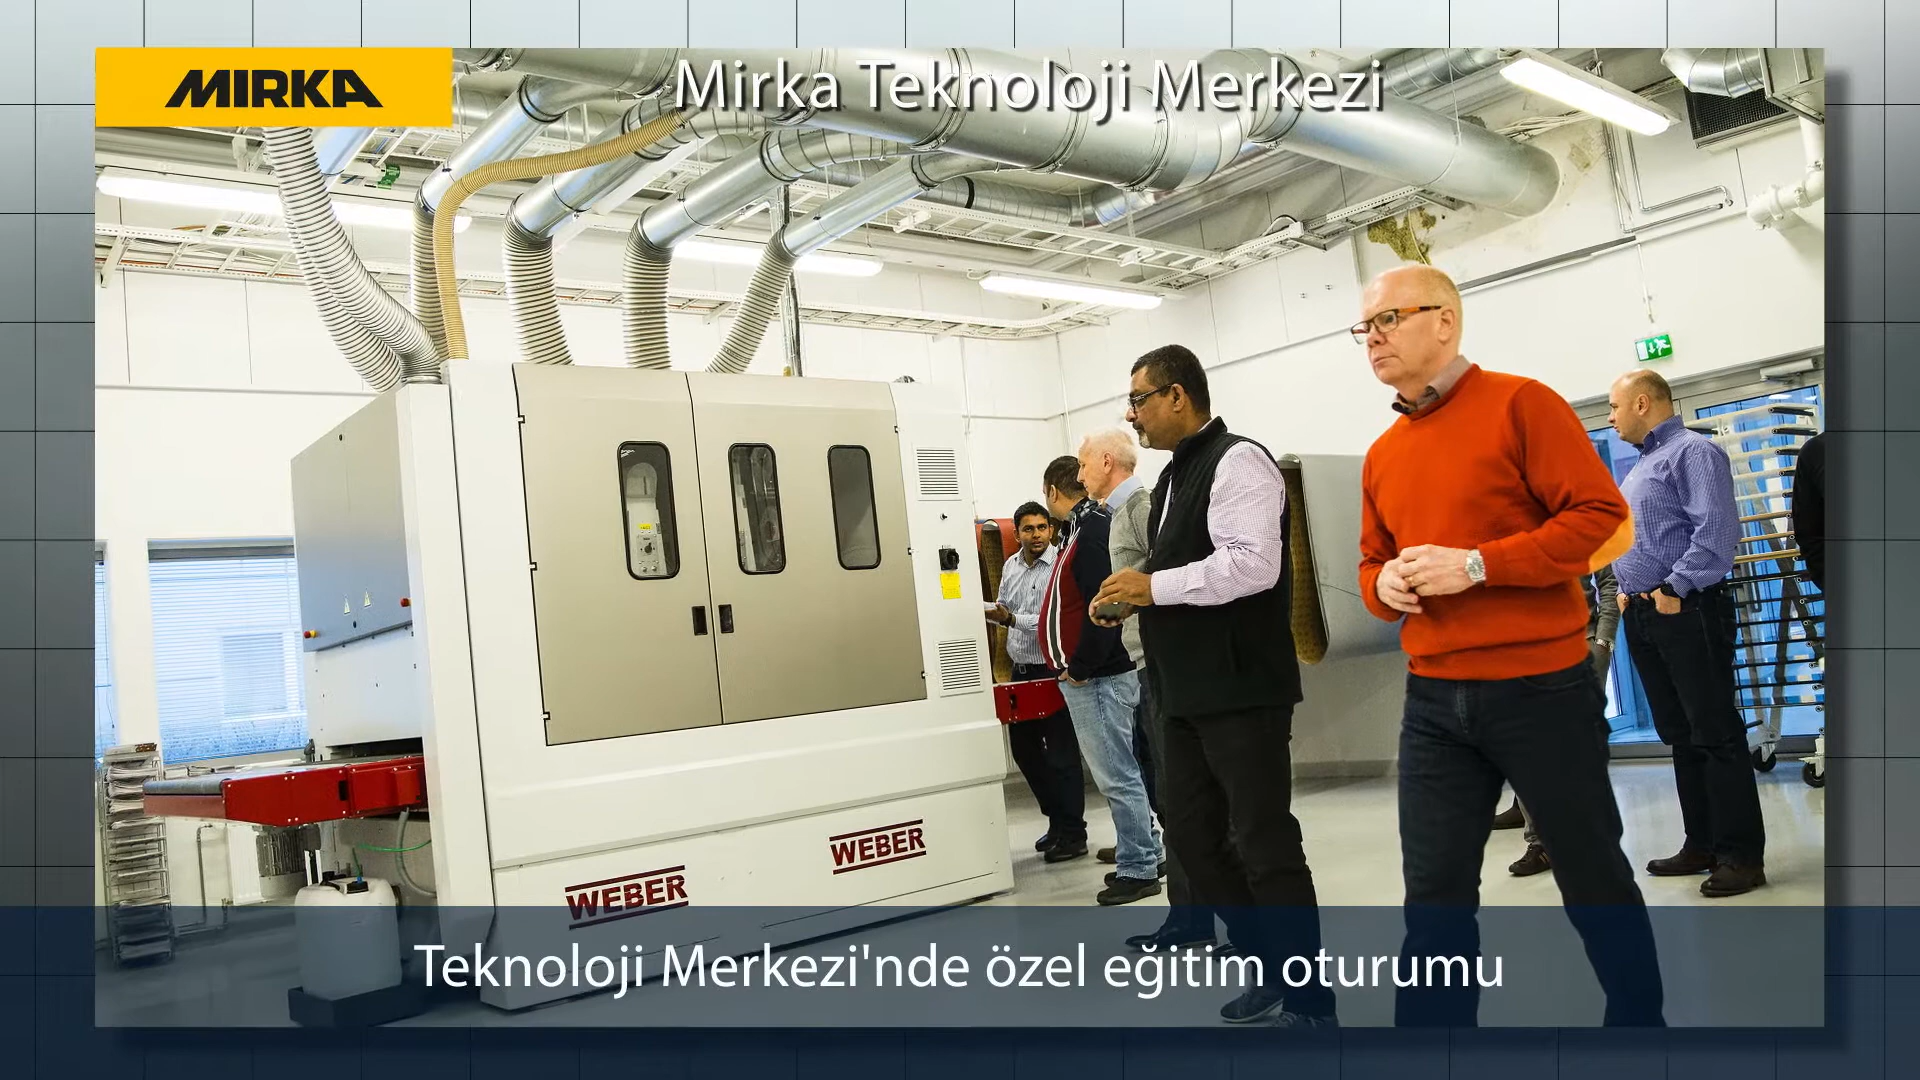 MIRKA
Mirka Teknoloji Merkezi
WEBER
WEBER
Teknoloji Merkezi'nde özel eğitim oturumu